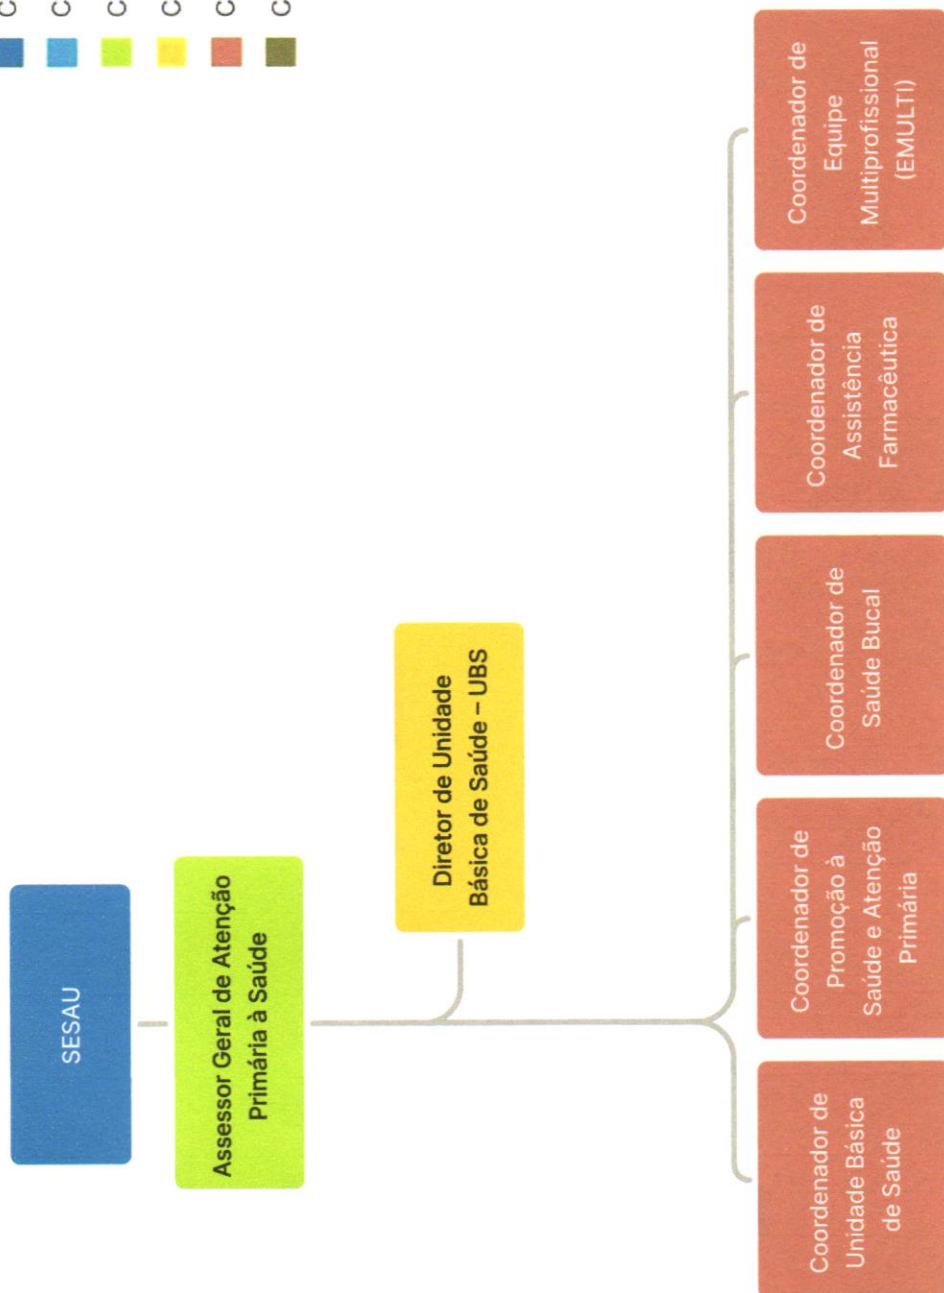 SESAU
Assessor Geral de Atenção
Primária à Saúde
Diretor de Unidade
Básica de Saúde – UBS
Coordenador de
Unidade Básica
de Saúde
Coordenador de
Promoção à
Saúde e Atenção
Primária
Coordenador de
Saúde Bucal
Coordenador de
Assistência
Farmacêutica
Coordenador de
Equipe
Multiprofissional
(EMULTI)